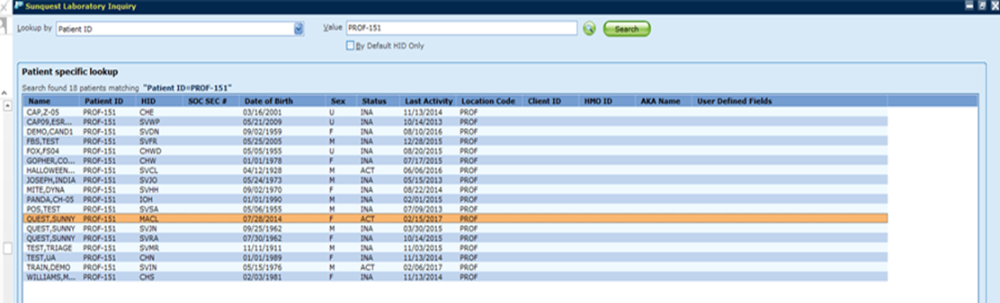 Sunquest Laboratory Inquiry
Lookup by Patient ID Value PROF-151 Search
By Default HID Only
Patient specific lookup
Search found 18 patients matching "Patient ID=PROF-151"
Name Patient ID HID SOC SEC # Date of Birth Sex Status Last Activity Location Code Client ID HMO ID AKA Name User Defined Fields
CAP,Z-05 PROF-151 CHE 03/16/2001 U INA 11/13/2014 PROF
CAP09,ESR... PROF-151 SVWP 05/21/2009 U INA 10/14/2013 PROF
DEMO,CAND1 PROF-151 SVDN 09/02/1959 F INA 08/10/2016 PROF
FBS,TEST PROF-151 SVFR 05/25/2005 M INA 12/28/2015 PROF
FOX,FS04 PROF-151 CHWD 05/05/1955 U INA 08/20/2015 PROF
GOPHER,CO... PROF-151 CHW 01/01/1978 F INA 07/17/2015 PROF
HALLOWEEN... PROF-151 SVCL 04/12/1928 M ACT 06/06/2016 PROF
JOSEPH,INDIA PROF-151 SVJO 05/24/1973 M INA 05/15/2013 PROF
MITE,DYNA PROF-151 SVHH 09/02/1970 F INA 08/22/2014 PROF
PANDA,CH-05 PROF-151 IOH 01/01/1990 M INA 02/01/2015 PROF
POS,TEST PROF-151 SVSA 05/06/1955 M INA 07/09/2013 PROF
QUEST,SUNNY PROF-151 MACL 07/28/2014 F ACT 02/15/2017 PROF
QUEST,SUNNY PROF-151 SVJN 09/25/1962 M INA 03/30/2015 PROF
QUEST,SUNNY PROF-151 SVRA 07/30/1962 F INA 10/14/2015 PROF
TEST,TRIAGE PROF-151 SVMR 11/11/1911 M INA 11/03/2015 PROF
TEST,UA PROF-151 CHN 01/01/1989 F INA 11/13/2014 PROF
TRAIN,DEMO PROF-151 SVIN 05/15/1976 M ACT 02/06/2017 PROF
WILLIAMS,M... PROF-151 CHS 02/03/1981 F INA 11/13/2014 PROF